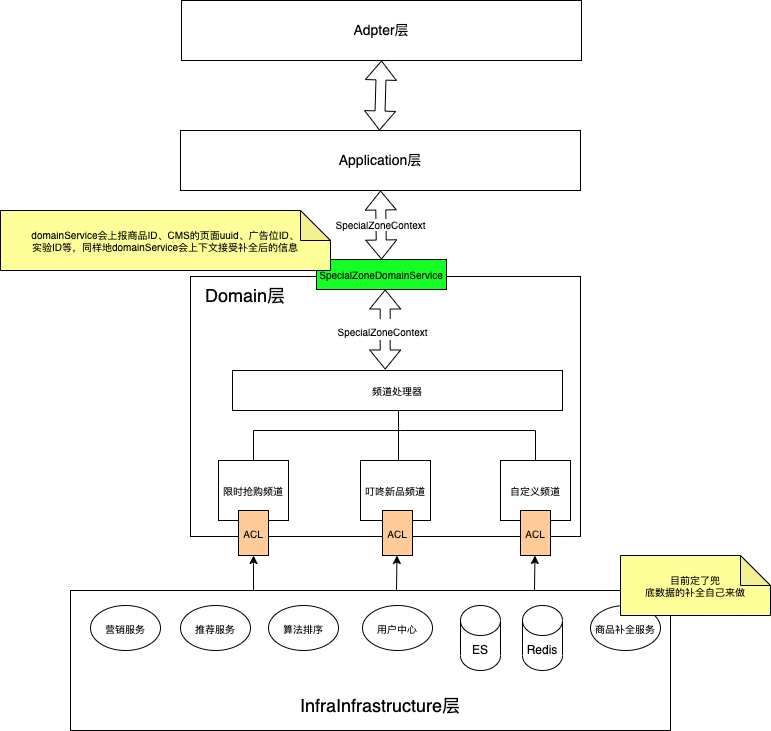 Adpter层
Application层
SpecialZoneContext
domainService会上报商品ID、CMS的页面uuid、广告位ID、
实验ID等，同样地domainService会上下文接受补全后的信息
SpecialZoneDomainService
Domain层
SpecialZoneContext
频道处理器
限时抢购频道
叮咚新品频道
自定义频道
ACL
ACL
ACL
目前定了兜
底数据的补全自己来做
营销服务
推荐服务
算法排序
用户中心
ES
Redis
商品补全服务
InfraInfrastructure层